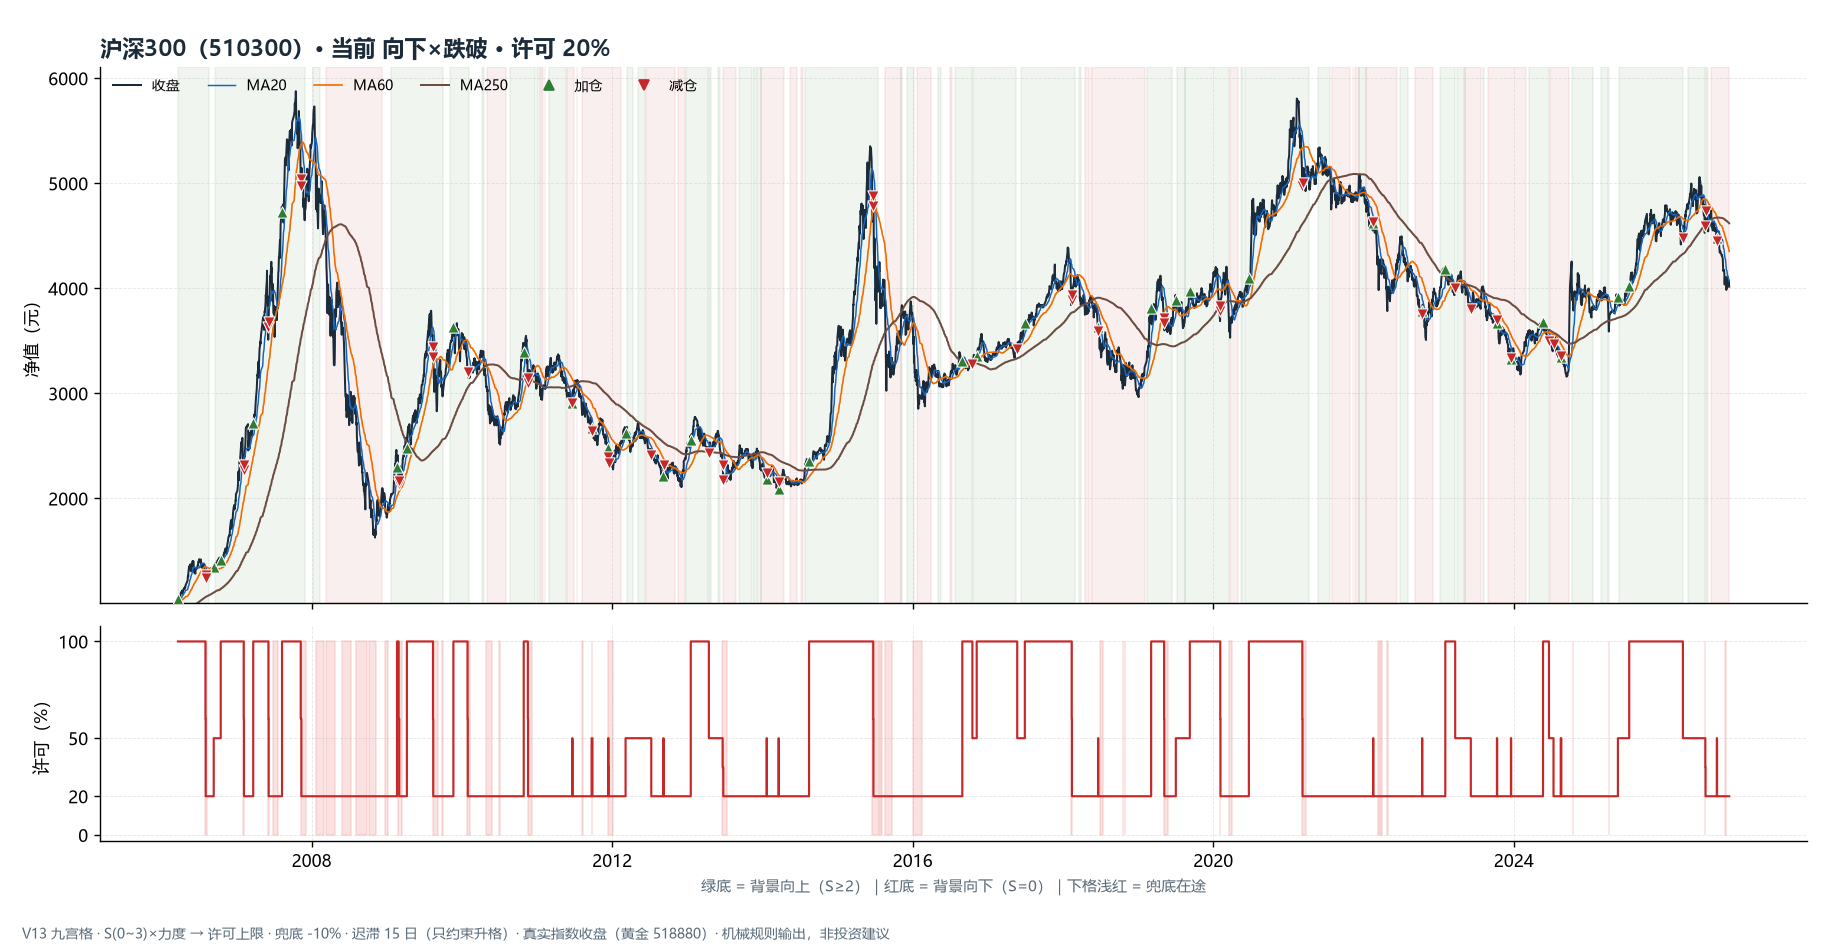 沪深300（510300）• 当前 向下×跌破 • 许可 20%
收盘 MA20 MA60 MA250 加仓 减仓
净值（元）
6000
5000
4000
3000
2000
许可（%）
100
50
20
0
2008 2012 2016 2020 2024
绿底 = 背景向上（S≥2）｜红底 = 背景向下（S=0）｜下格浅红 = 兜底在途
V13 九宫格 · S(0~3)×力度 → 许可上限 · 兜底 -10% · 迟滞 15 日（只约束升格）· 真实指数收盘（黄金 518880）· 机械规则输出，非投资建议